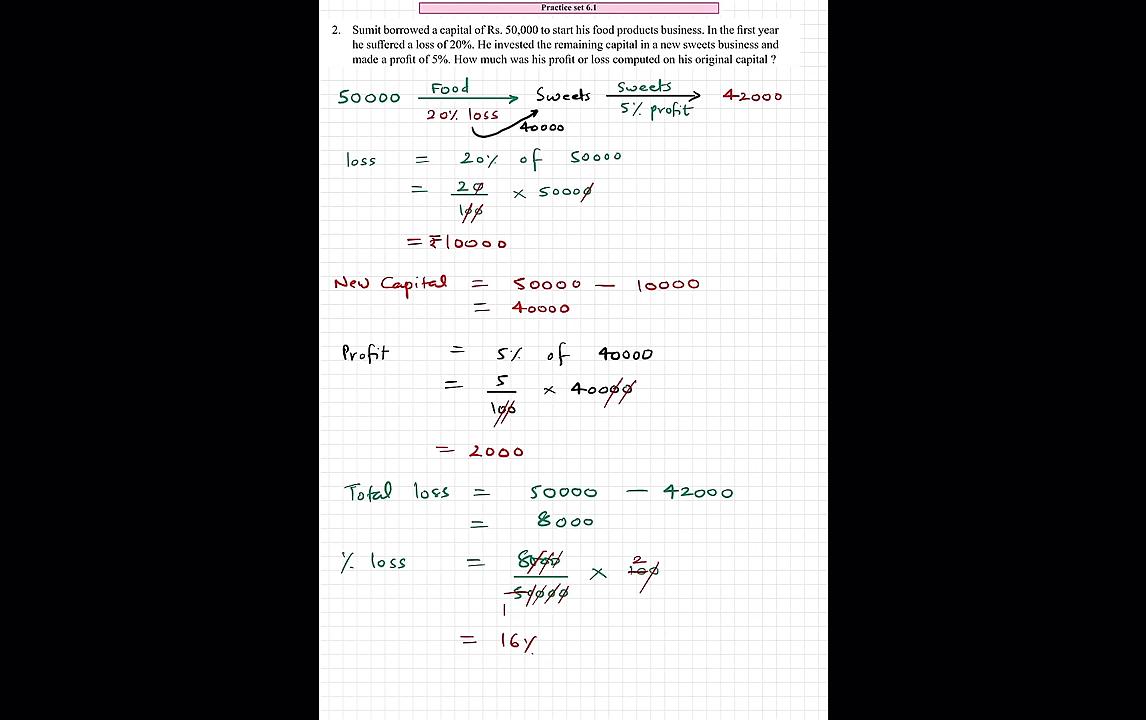 Practice set 6.1
2. Sumit borrowed a capital of Rs. 50,000 to start his food products business. In the first year
he suffered a loss of 20%. He invested the remaining capital in a new sweets business and
made a profit of 5%. How much was his profit or loss computed on his original capital ?
50000 Food 20% loss Sweets 40000 Sweets 5% profit 42000
loss = 20% of 50000
= 20/100 × 50000
= ₹10000
New Capital = 50000 − 10000
= 40000
Profit = 5% of 40000
= 5/100 × 40000
= 2000
Total loss = 50000 − 42000
= 8000
% loss = 8000/50000 × 100
1 2
= 16%